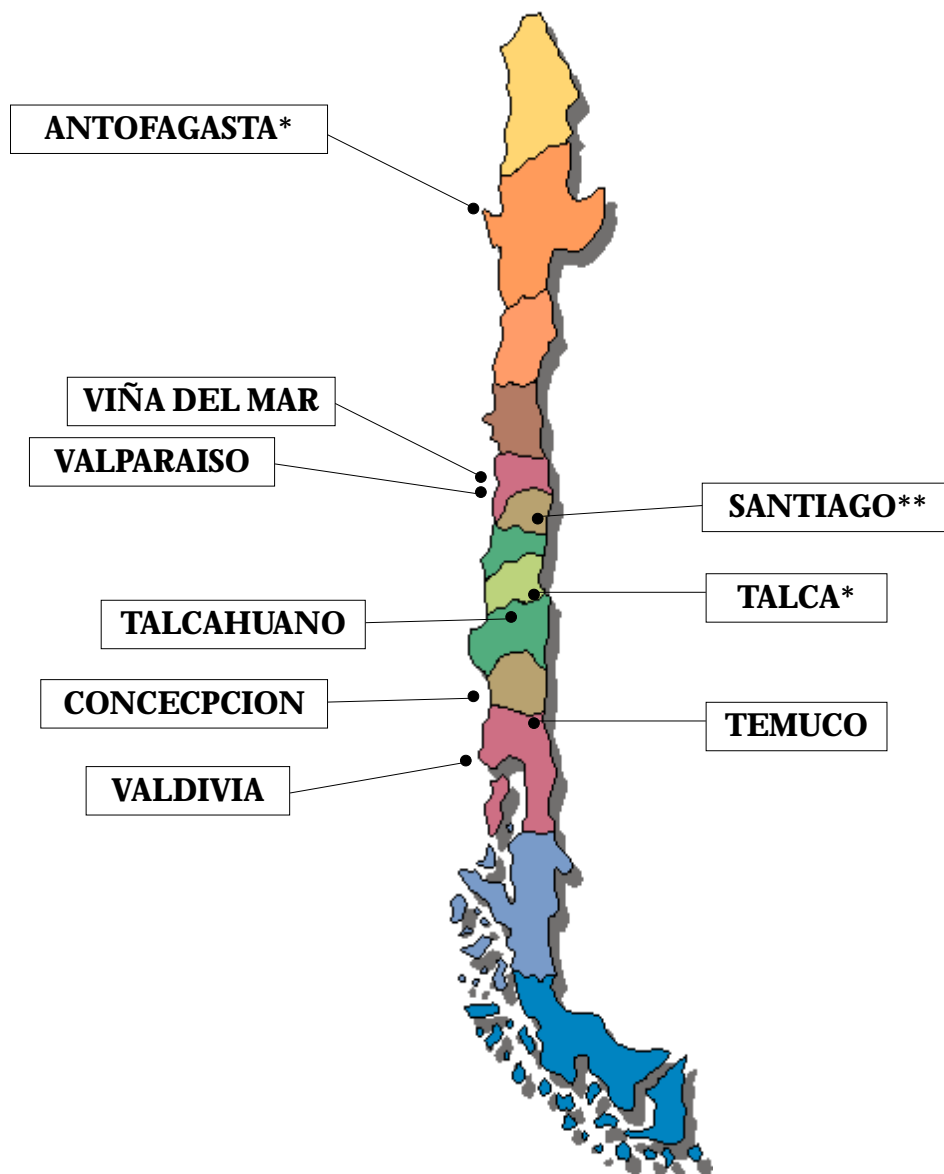 ANTOFAGASTA*
VIÑA DEL MAR
VALPARAISO
SANTIAGO**
TALCA*
TALCAHUANO
CONCECPCION
TEMUCO
VALDIVIA